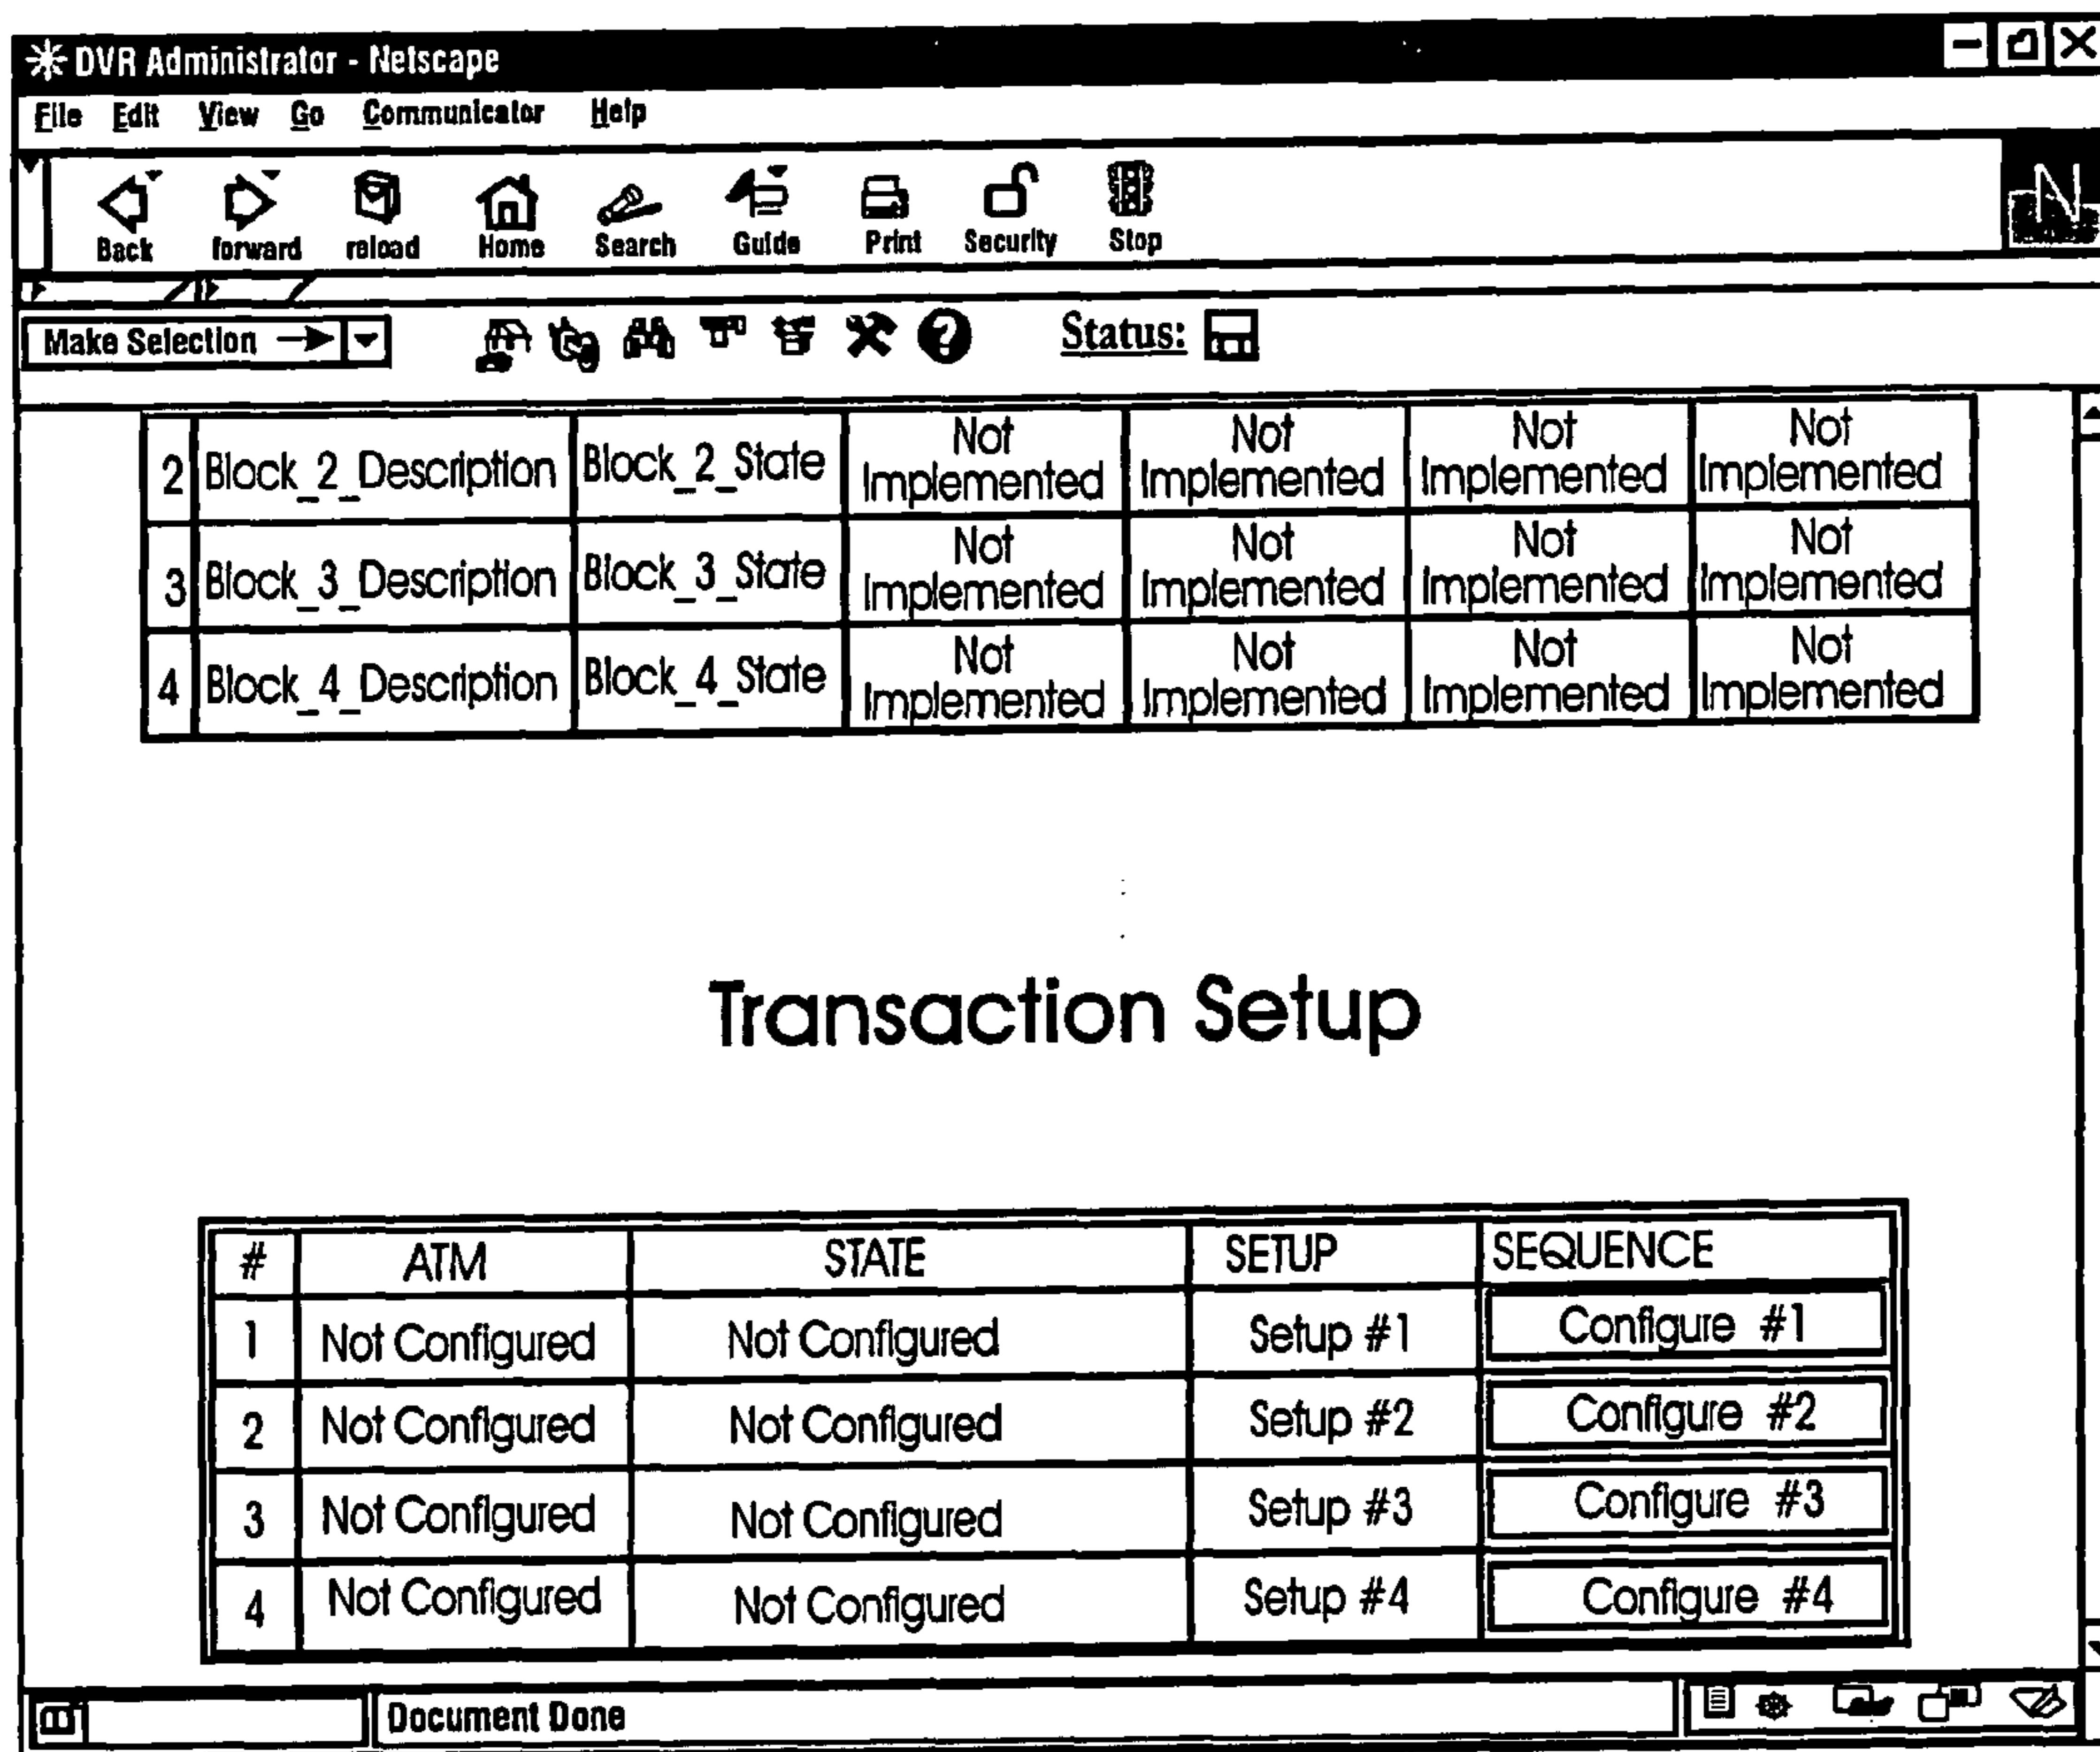 DVR Administrator - Netscape
File Edit View Go Communicator Help
Back forward reload Home Search Guide Print Security Stop
N
Make Selection Status:
2 Block_2_Description Block_2_State Not Implemented Not Implemented Not Implemented Not Implemented
3 Block_3_Description Block_3_State Not Implemented Not Implemented Not Implemented Not Implemented
4 Block_4_Description Block_4_State Not Implemented Not Implemented Not Implemented Not Implemented
Transaction Setup
# ATM STATE SETUP SEQUENCE
1 Not Configured Not Configured Setup #1 Configure #1
2 Not Configured Not Configured Setup #2 Configure #2
3 Not Configured Not Configured Setup #3 Configure #3
4 Not Configured Not Configured Setup #4 Configure #4
Document Done